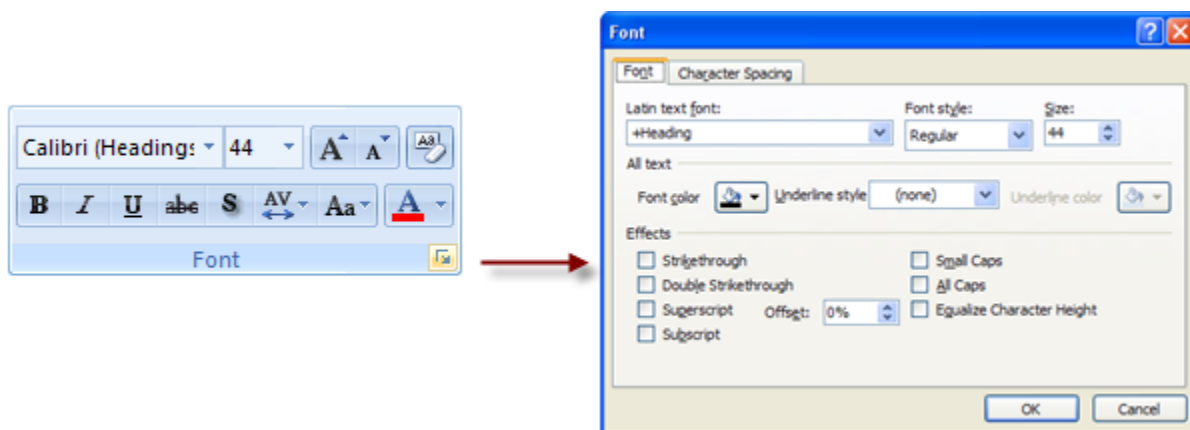 Calibri (Headings 44 A A Aa
B I U abc S AV Aa A
Font
Font
Font Character Spacing
Latin text font: Font style: Size:
+Heading Regular 44
All text
Font color Underline style (none) Underline color
Effects
Strikethrough Small Caps
Double Strikethrough All Caps
Superscript Offset: 0% Equalize Character Height
Subscript
OK Cancel